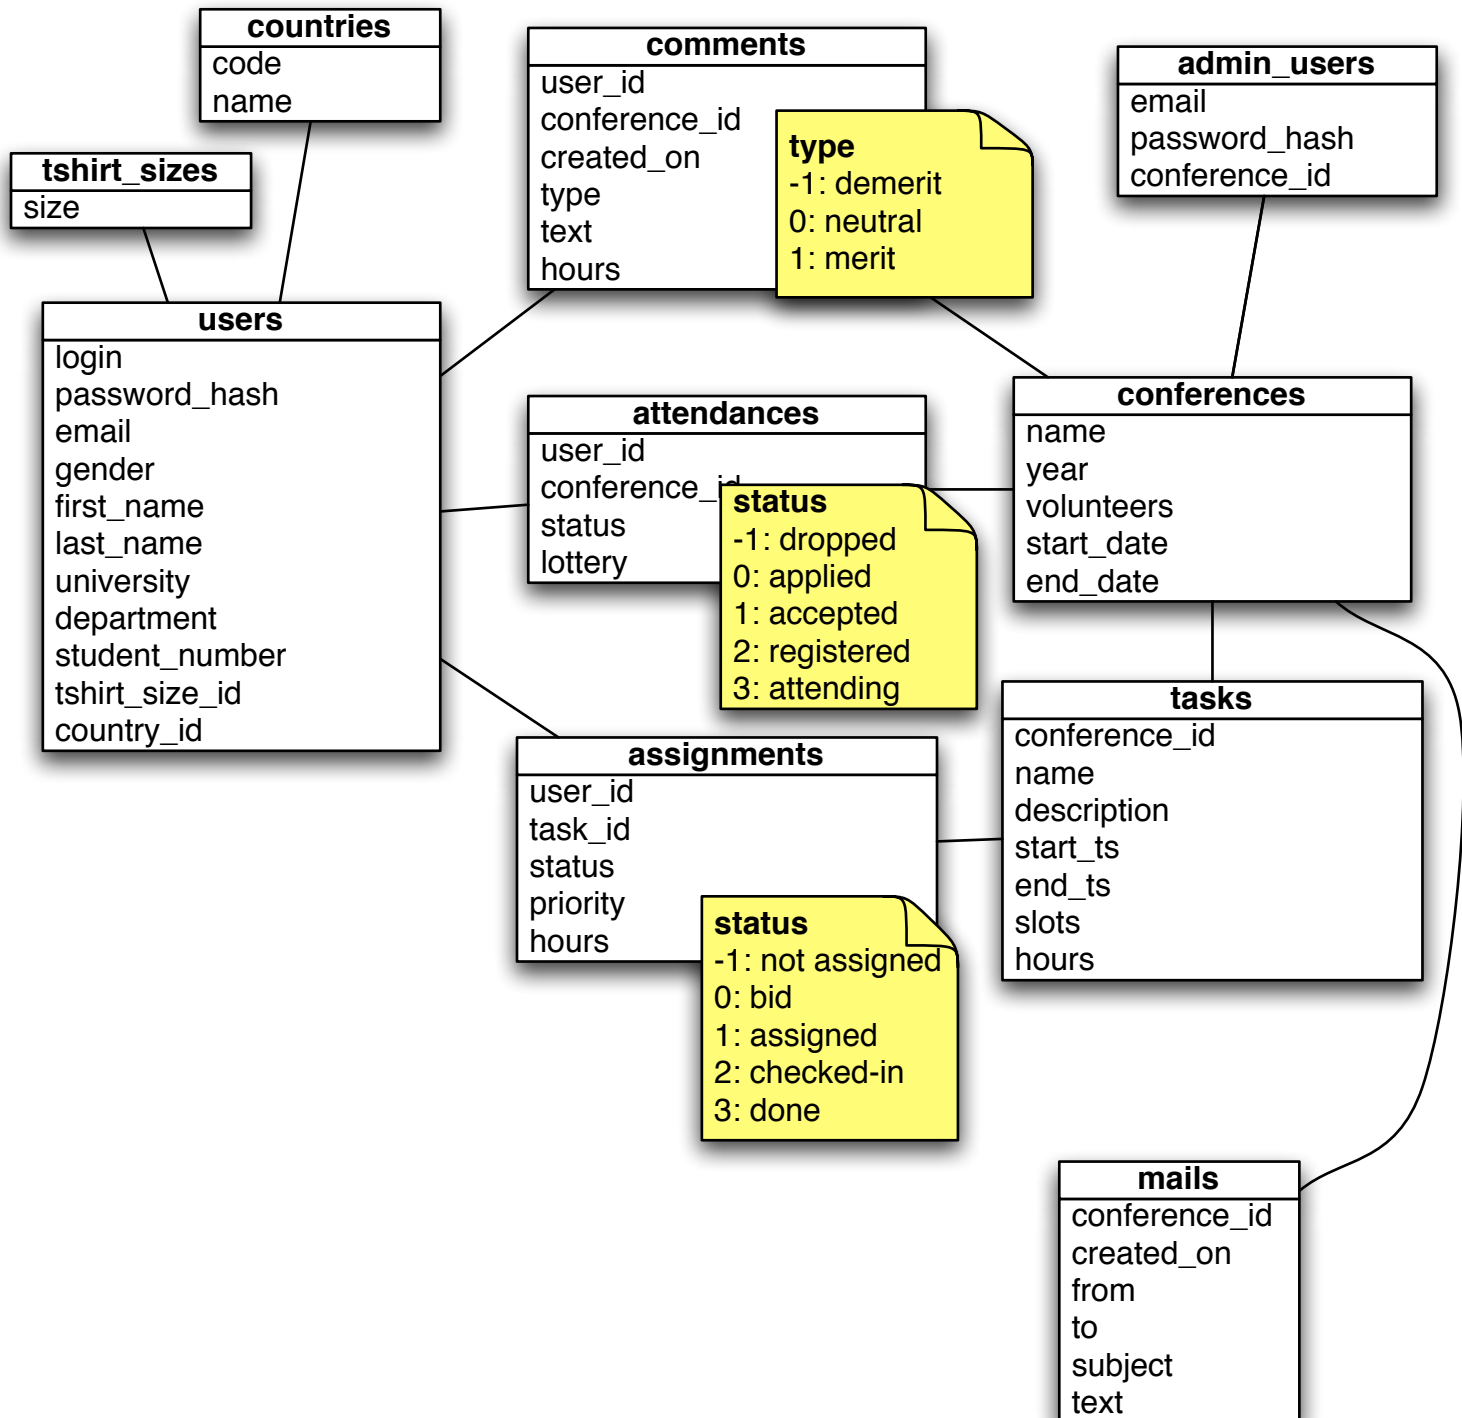 countries
code
name
tshirt_sizes
size
users
login
password_hash
email
gender
first_name
last_name
university
department
student_number
tshirt_size_id
country_id
comments
user_id
conference_id
created_on
type
text
hours
type
-1: demerit
0: neutral
1: merit
admin_users
email
password_hash
conference_id
attendances
user_id
conference_id
status
lottery
status
-1: dropped
0: applied
1: accepted
2: registered
3: attending
conferences
name
year
volunteers
start_date
end_date
assignments
user_id
task_id
status
priority
hours
status
-1: not assigned
0: bid
1: assigned
2: checked-in
3: done
tasks
conference_id
name
description
start_ts
end_ts
slots
hours
mails
conference_id
created_on
from
to
subject
text